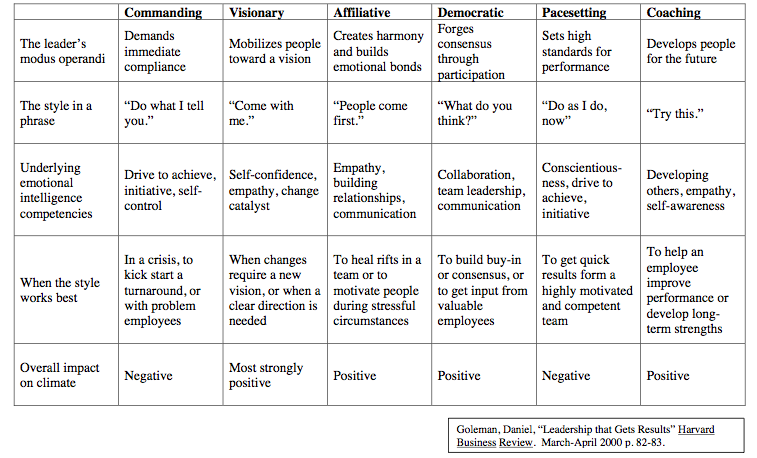 Commanding Visionary Affiliative Democratic Pacesetting Coaching
The leader’s
modus operandi
Demands
immediate
compliance
Mobilizes people
toward a vision
Creates harmony
and builds
emotional bonds
Forges
consensus
through
participation
Sets high
standards for
performance
Develops people
for the future
The style in a
phrase
“Do what I tell
you.”
“Come with
me.”
“People come
first.”
“What do you
think?”
“Do as I do,
now”
“Try this.”
Underlying
emotional
intelligence
competencies
Drive to achieve,
initiative, self-
control
Self-confidence,
empathy, change
catalyst
Empathy,
building
relationships,
communication
Collaboration,
team leadership,
communication
Conscientious-
ness, drive to
achieve,
initiative
Developing
others, empathy,
self-awareness
When the style
works best
In a crisis, to
kick start a
turnaround, or
with problem
employees
When changes
require a new
vision, or when a
clear direction is
needed
To heal rifts in a
team or to
motivate people
during stressful
circumstances
To build buy-in
or consensus, or
to get input from
valuable
employees
To get quick
results form a
highly motivated
and competent
team
To help an
employee
improve
performance or
develop long-
term strengths
Overall impact
on climate
Negative
Most strongly
positive
Positive
Positive
Negative
Positive
Goleman, Daniel, “Leadership that Gets Results” Harvard
Business Review. March-April 2000 p. 82-83.